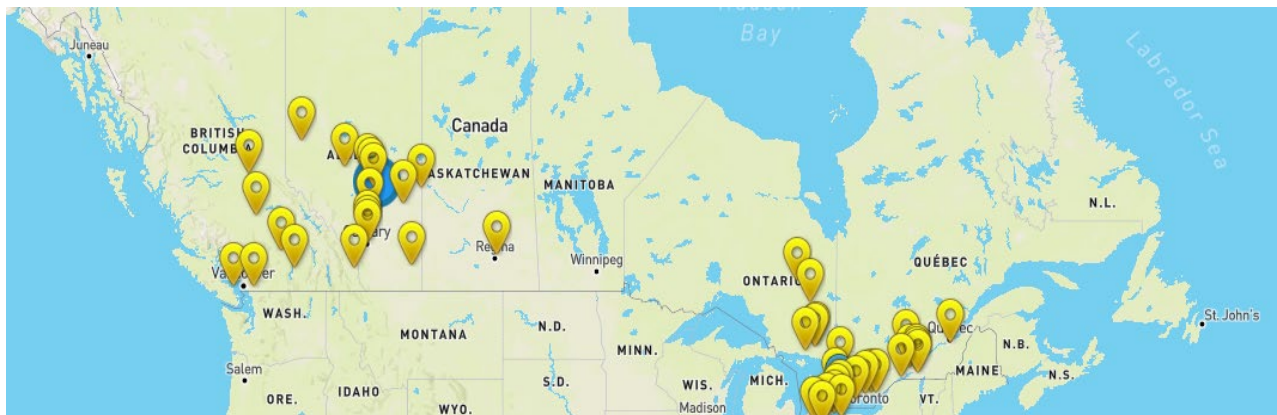 Bay
Labrador Sea
Juneau
BRITISH
COLUMBIA
Canada
ASKATCHEWAN
MANITOBA
N.L.
Winnipeg
ONTARIO
QUÉBEC
St. John's
WASH.
MONTANA
N.D.
MINN.
N.B.
MAINE
N.S.
Salem
IDAHO
S.D.
WIS.
MICH.
VT.
ORE.
WYO.
Madison